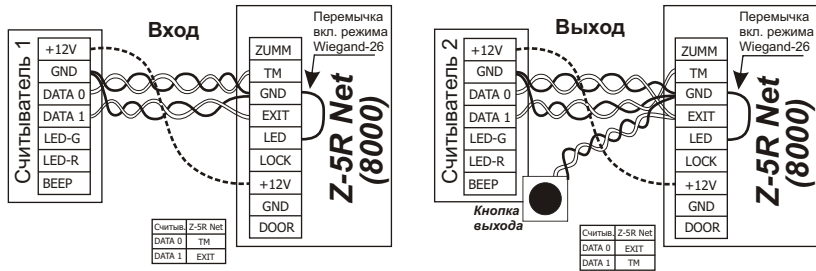 Вход
Считыватель 1
+12V
GND
DATA 0
DATA 1
LED-G
LED-R
BEEP
ZUMM
TM
GND
EXIT
LED
LOCK
+12V
GND
DOOR
Перемычка
вкл. режима
Wiegand-26
Z-5R Net
(8000)
Считыв. Z-5R Net
DATA 0 TM
DATA 1 EXIT
Выход
Считыватель 2
+12V
GND
DATA 0
DATA 1
LED-G
LED-R
BEEP
Кнопка
выхода
ZUMM
TM
GND
EXIT
LED
LOCK
+12V
GND
DOOR
Перемычка
вкл. режима
Wiegand-26
Z-5R Net
(8000)
Считыв. Z-5R Net
DATA 0 EXIT
DATA 1 TM